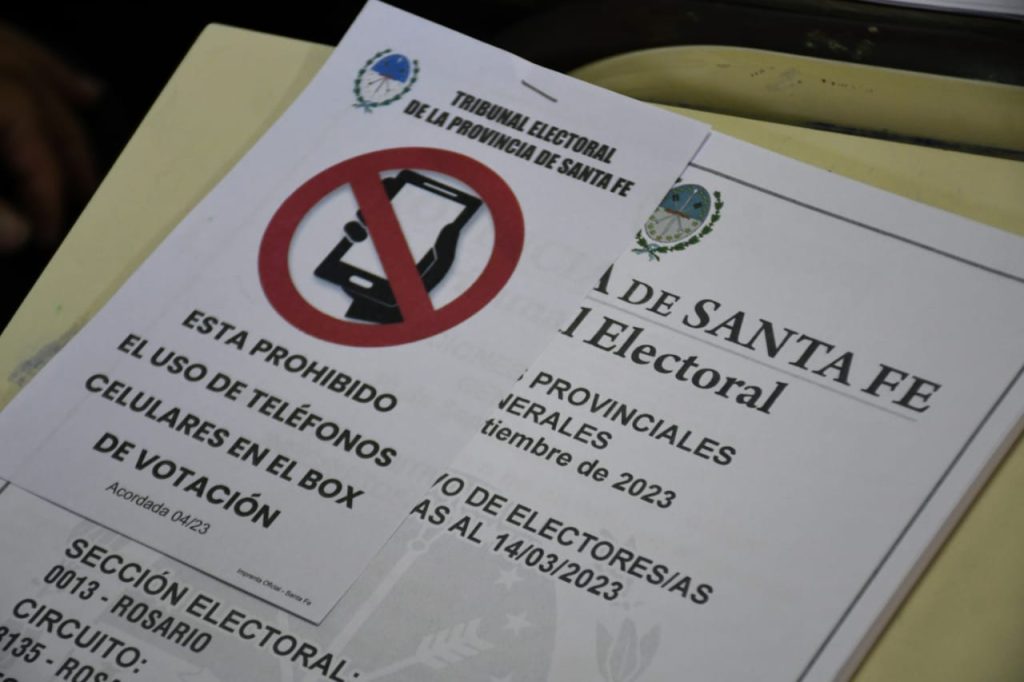 TRIBUNAL ELECTORAL
DE LA PROVINCIA DE SANTA FE
ESTA PROHIBIDO
EL USO DE TELÉFONOS
CELULARES EN EL BOX
DE VOTACIÓN
Acordada 04/23
Imprenta Oficial - Santa Fe
A DE SANTA FE
l Electoral
PROVINCIALES
NERALES
tiembre de 2023
VO DE ELECTORES/AS
AS AL 14/03/2023
SECCIÓN ELECTORAL:
0013 - ROSARIO
CIRCUITO:
3135 - ROSA